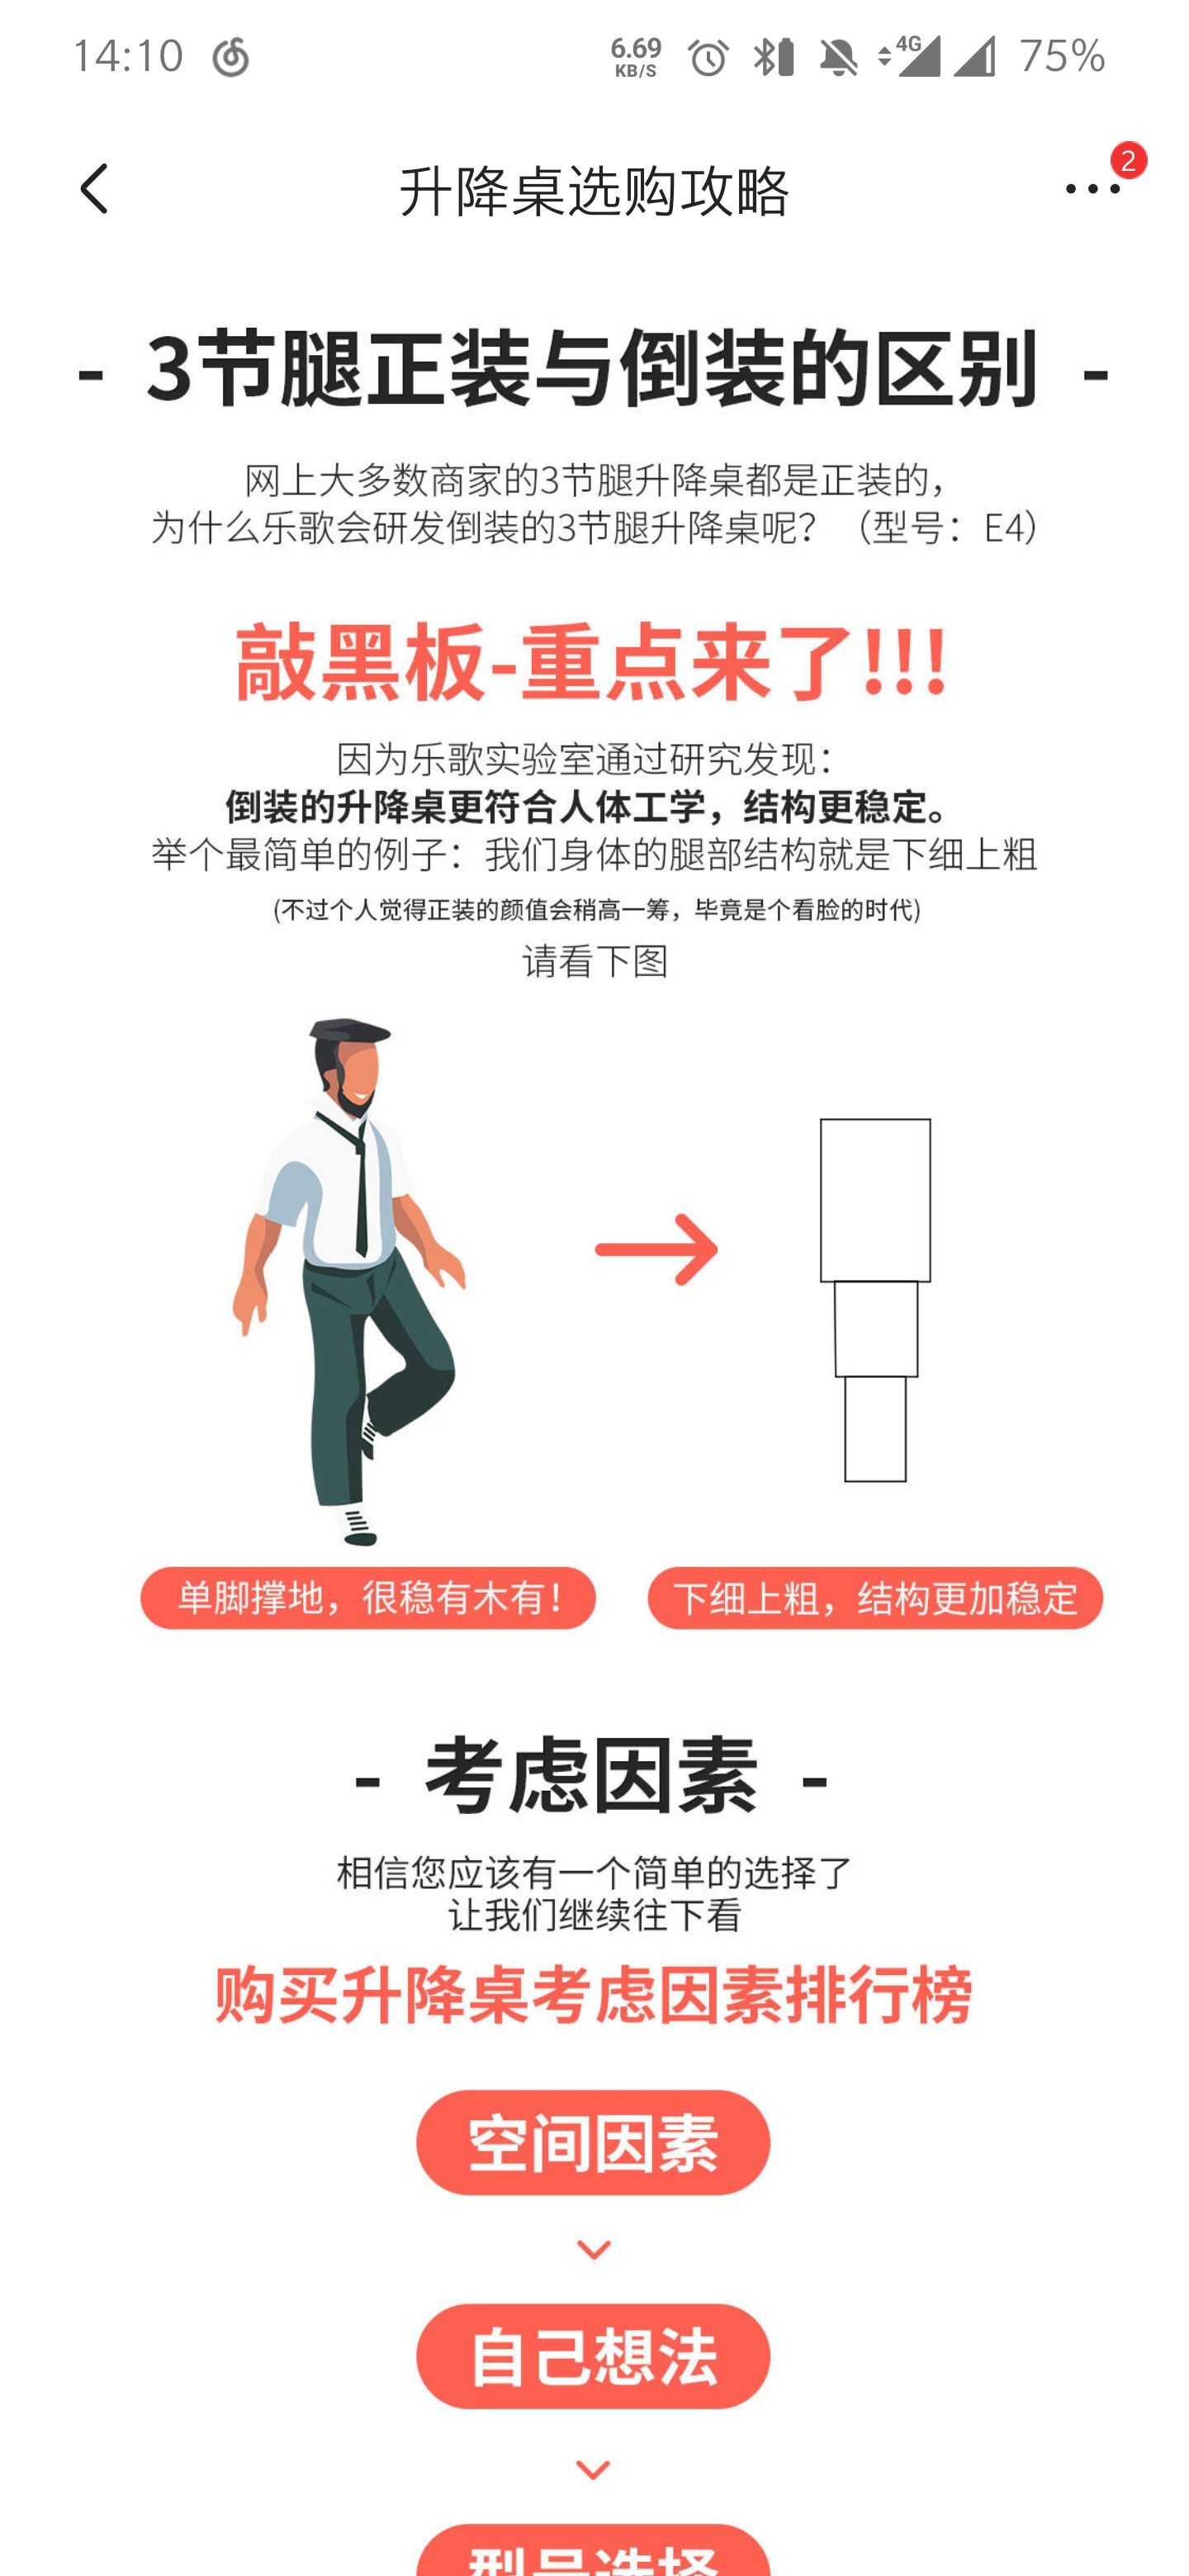 14:10
6.69
KB/S
4G
75%
升降桌选购攻略
2
- 3节腿正装与倒装的区别 -
网上大多数商家的3节腿升降桌都是正装的，
为什么乐歌会研发倒装的3节腿升降桌呢？（型号：E4）
敲黑板-重点来了!!!
因为乐歌实验室通过研究发现：
倒装的升降桌更符合人体工学，结构更稳定。
举个最简单的例子：我们身体的腿部结构就是下细上粗
(不过个人觉得正装的颜值会稍高一筹，毕竟是个看脸的时代)
请看下图
单脚撑地，很稳有木有！
下细上粗，结构更加稳定
- 考虑因素 -
相信您应该有一个简单的选择了
让我们继续往下看
购买升降桌考虑因素排行榜
空间因素
自己想法
型号选择